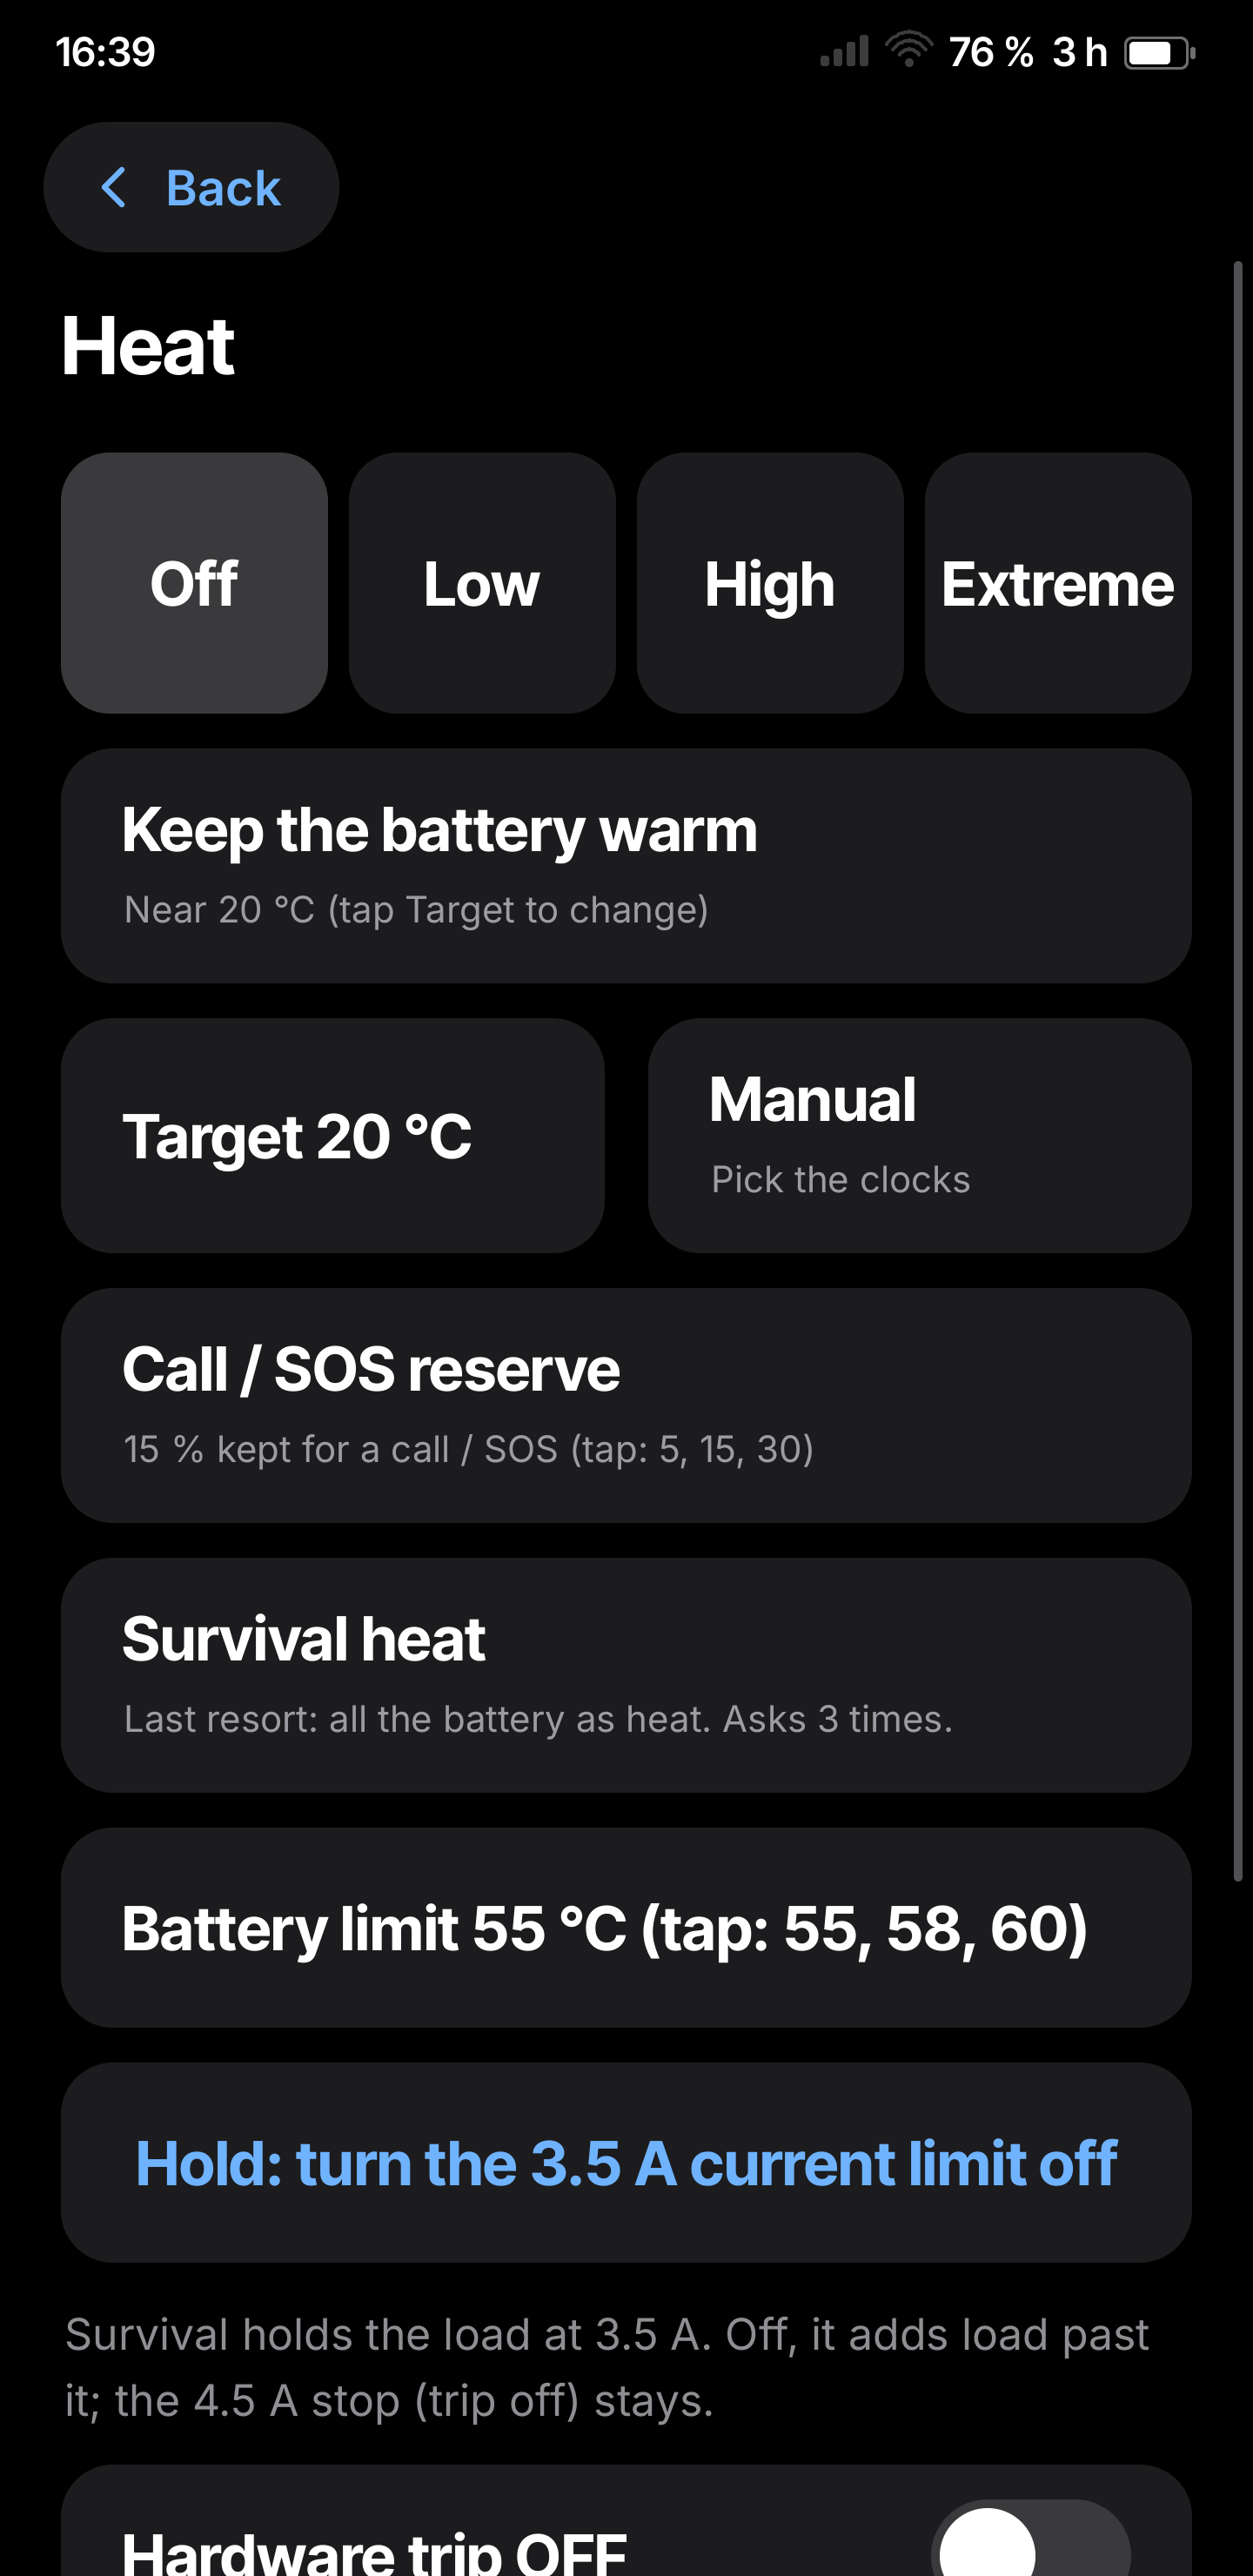 16:39
76 % 3 h
Back
Heat
Off
Low
High
Extreme
Keep the battery warm
Near 20 °C (tap Target to change)
Target 20 °C
Manual
Pick the clocks
Call / SOS reserve
15 % kept for a call / SOS (tap: 5, 15, 30)
Survival heat
Last resort: all the battery as heat. Asks 3 times.
Battery limit 55 °C (tap: 55, 58, 60)
Hold: turn the 3.5 A current limit off
Survival holds the load at 3.5 A. Off, it adds load past
it; the 4.5 A stop (trip off) stays.
Hardware trip OFF